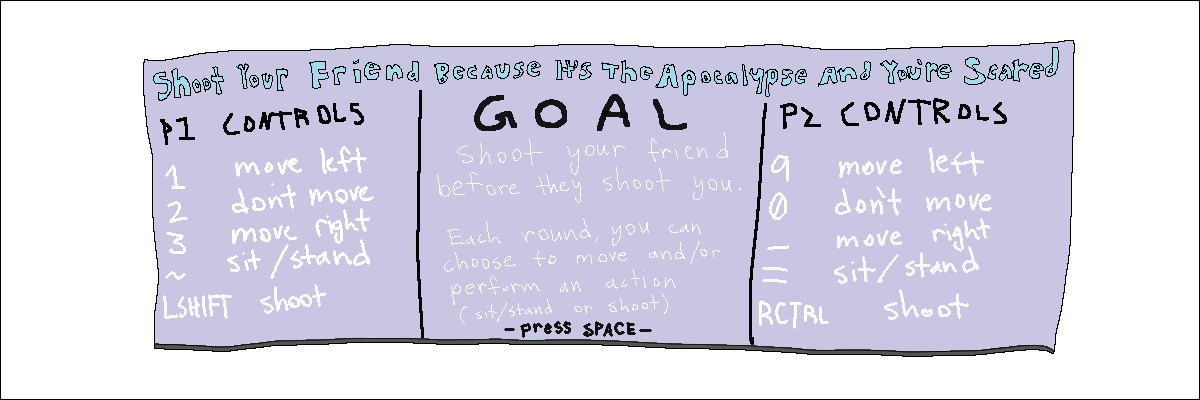 Shoot Your Friend Because It's The Apocalypse And You're Scared
P1 CONTROLS
1 move left
2 don't move
3 move right
~ sit/stand
LSHIFT shoot
GOAL
Shoot your friend
before they shoot you.
Each round, you can
choose to move and/or
perform an action
(sit/stand or shoot)
-press SPACE-
P2 CONTROLS
9 move left
0 don't move
- move right
= sit/stand
RCTRL shoot